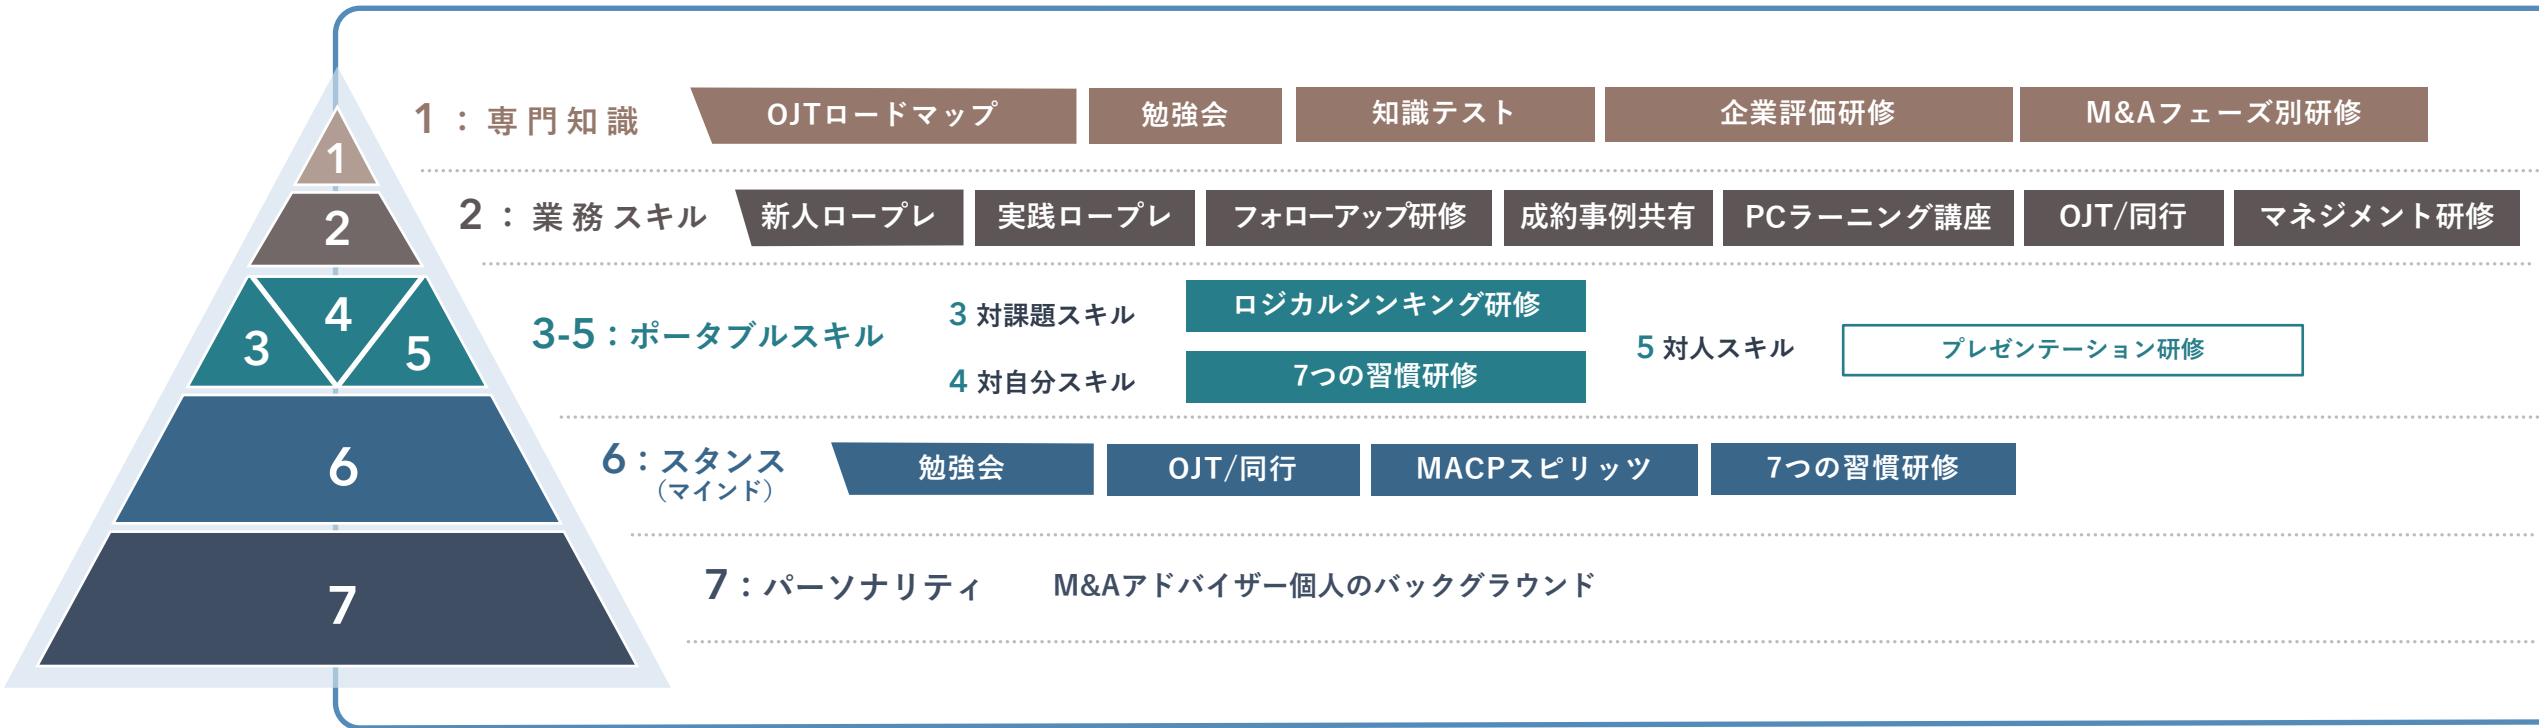 1
2
3
4
5
6
7
1：専門知識
OJTロードマップ
勉強会
知識テスト
企業評価研修
M&Aフェーズ別研修
2：業務スキル
新人ロープレ
実践ロープレ
フォローアップ研修
成約事例共有
PCラーニング講座
OJT/同行
マネジメント研修
3-5：ポータブルスキル
3 対課題スキル
ロジカルシンキング研修
4 対自分スキル
7つの習慣研修
5 対人スキル
プレゼンテーション研修
6：スタンス
（マインド）
勉強会
OJT/同行
MACPスピリッツ
7つの習慣研修
7：パーソナリティ
M&Aアドバイザー個人のバックグラウンド